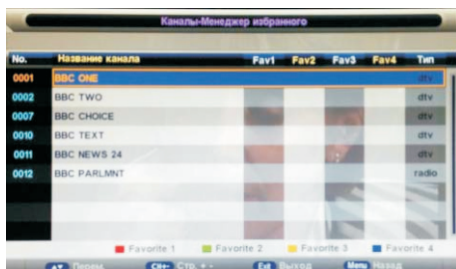 Каналы-Менеджер избранного
No. Название канала Fav1 Fav2 Fav3 Fav4 Тип
0001 BBC ONE dtv
0002 BBC TWO dtv
0007 BBC CHOICE dtv
0010 BBC TEXT dtv
0011 BBC NEWS 24 dtv
0012 BBC PARLMNT radio
Favorite 1 Favorite 2 Favorite 3 Favorite 4
Перем. CH+- Стр. + - Exit Выход Menu Назад